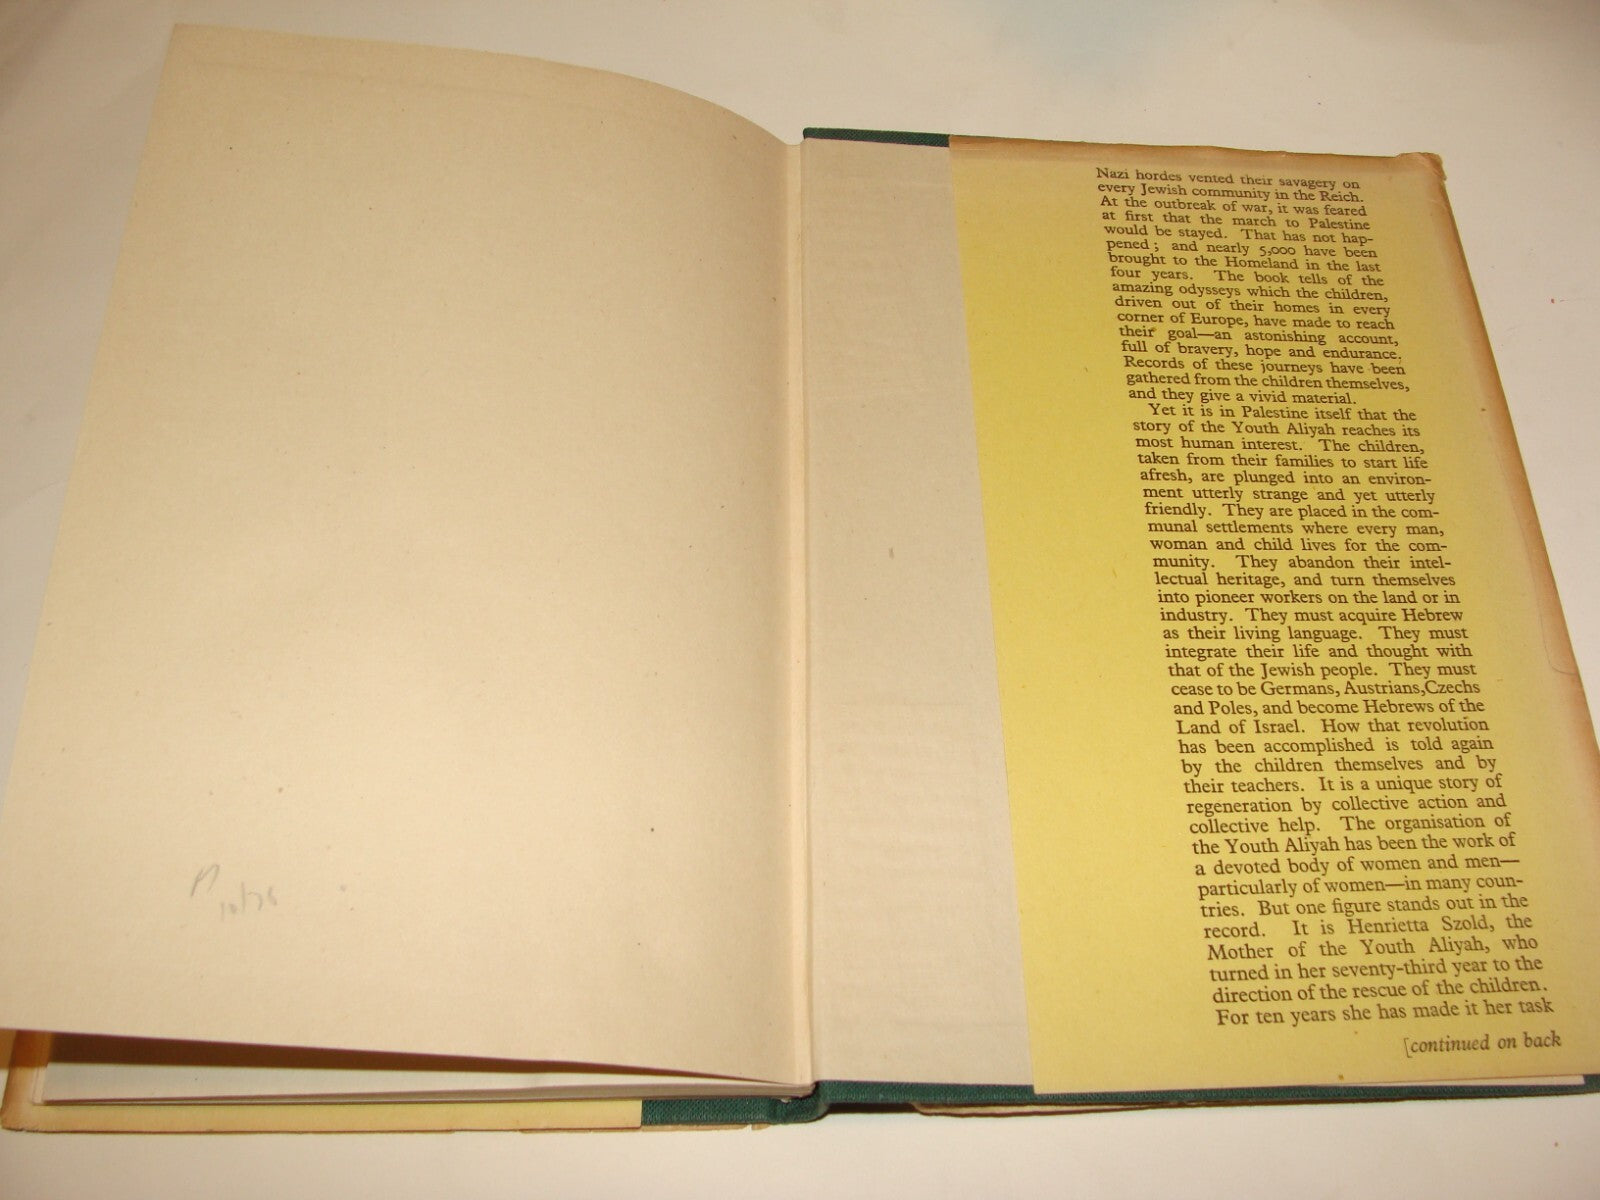 Nazi hordes vented their savagery on
every Jewish community in the Reich.
At the outbreak of war, it was feared
at first that the march to Palestine
would be stayed. That has not hap-
pened; and nearly 5,000 have been
brought to the Homeland in the last
four years. The book tells of the
amazing odysseys which the children,
driven out of their homes in every
corner of Europe, have made to reach
their goal—an astonishing account,
full of bravery, hope and endurance.
Records of these journeys have been
gathered from the children themselves,
and they give a vivid material.
Yet it is in Palestine itself that the
story of the Youth Aliyah reaches its
most human interest. The children,
taken from their families to start life
afresh, are plunged into an environ-
ment utterly strange and yet utterly
friendly. They are placed in the com-
munal settlements where every man,
woman and child lives for the com-
munity. They abandon their intel-
lectual heritage, and turn themselves
into pioneer workers on the land or in
industry. They must acquire Hebrew
as their living language. They must
integrate their life and thought with
that of the Jewish people. They must
cease to be Germans, Austrians,Czechs
and Poles, and become Hebrews of the
Land of Israel. How that revolution
has been accomplished is told again
by the children themselves and by
their teachers. It is a unique story of
regeneration by collective action and
collective help. The organisation of
the Youth Aliyah has been the work of
a devoted body of women and men—
particularly of women—in many coun-
tries. But one figure stands out in the
record. It is Henrietta Szold, the
Mother of the Youth Aliyah, who
turned in her seventy-third year to the
direction of the rescue of the children.
For ten years she has made it her task
[continued on back